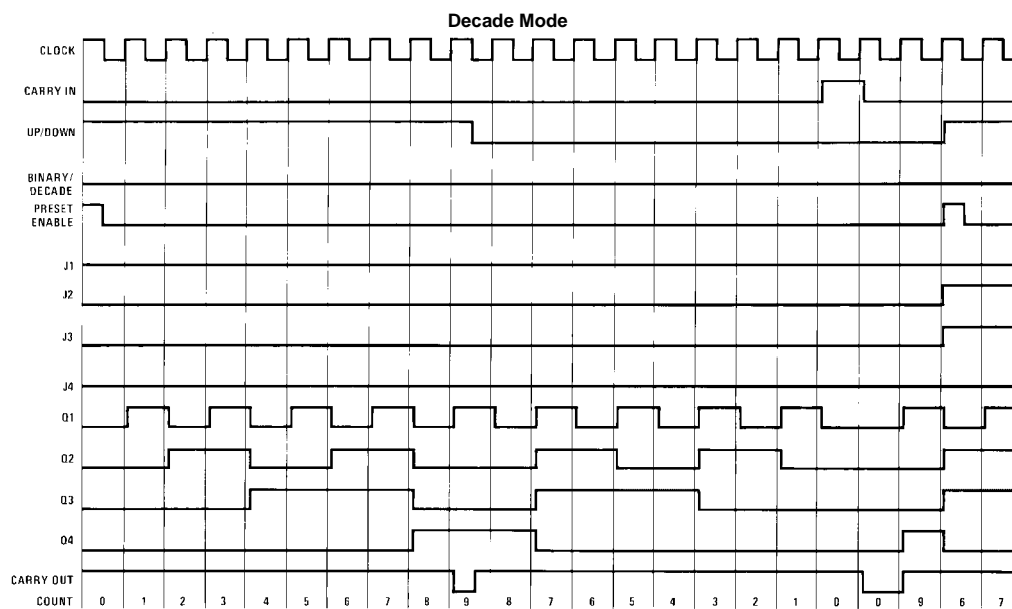 Decade Mode
CLOCK
CARRY IN
UP/DOWN
BINARY/
DECADE
PRESET
ENABLE
J1
J2
J3
J4
Q1
Q2
Q3
Q4
CARRY OUT
COUNT 0 1 2 3 4 5 6 7 8 9 8 7 6 5 4 3 2 1 0 0 9 6 7